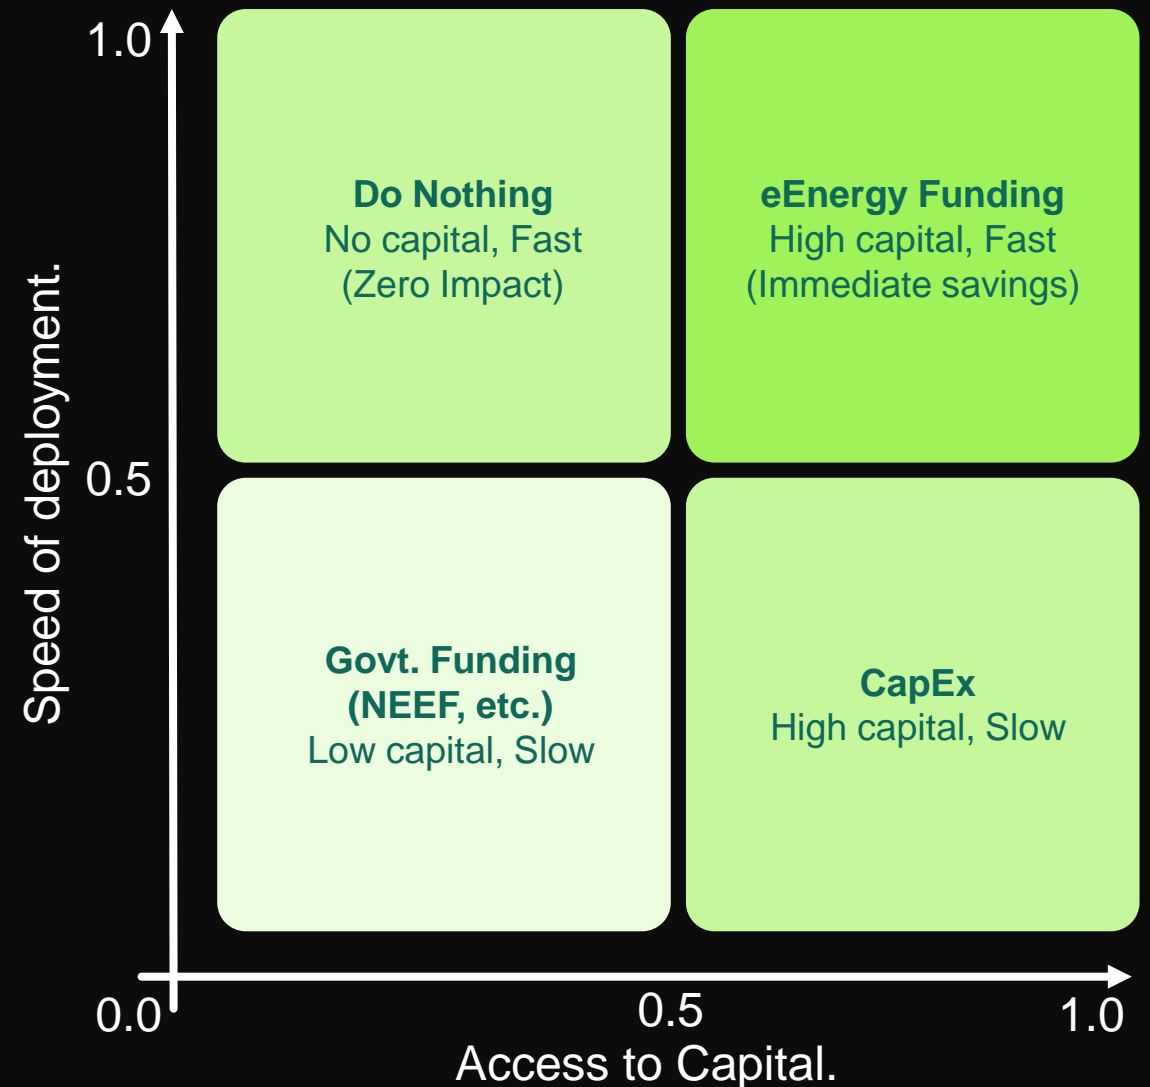 1.0
Do Nothing
No capital, Fast
(Zero Impact)
eEnergy Funding
High capital, Fast
(Immediate savings)
Speed of deployment.
0.5
Govt. Funding
(NEEF, etc.)
Low capital, Slow
CapEx
High capital, Slow
0.0
0.5
1.0
Access to Capital.